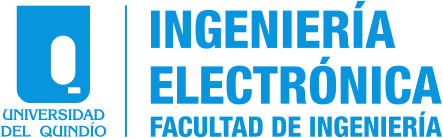 UNIVERSIDAD
DEL QUINDÍO
INGENIERÍA
ELECTRÓNICA
FACULTAD DE INGENIERÍA